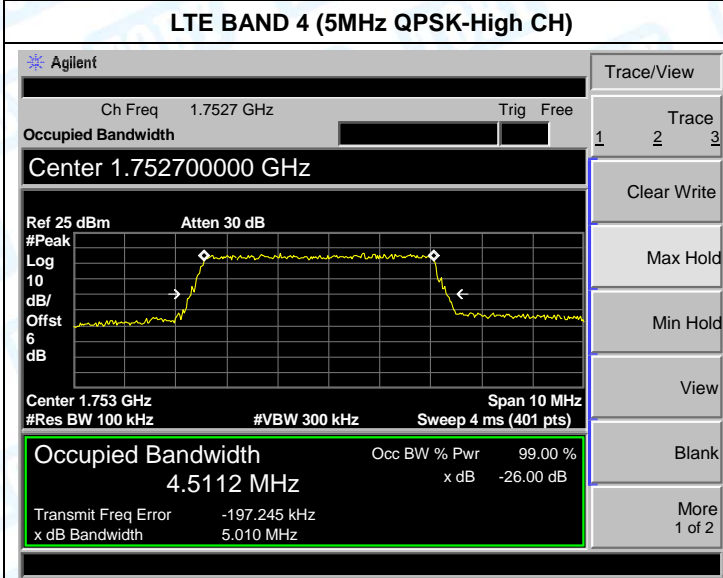 LTE BAND 4 (5MHz QPSK-High CH)
Agilent
Trace/View
Ch Freq 1.7527 GHz Trig Free
Occupied Bandwidth
Trace
1 2 3
Center 1.752700000 GHz
Clear Write
Ref 25 dBm Atten 30 dB
#Peak
Log
10
dB/
Offst
6
dB
Max Hold
Min Hold
Center 1.753 GHz Span 10 MHz
#Res BW 100 kHz #VBW 300 kHz Sweep 4 ms (401 pts)
View
Occupied Bandwidth Occ BW % Pwr 99.00 %
4.5112 MHz x dB -26.00 dB
Blank
Transmit Freq Error -197.245 kHz
x dB Bandwidth 5.010 MHz
More
1 of 2